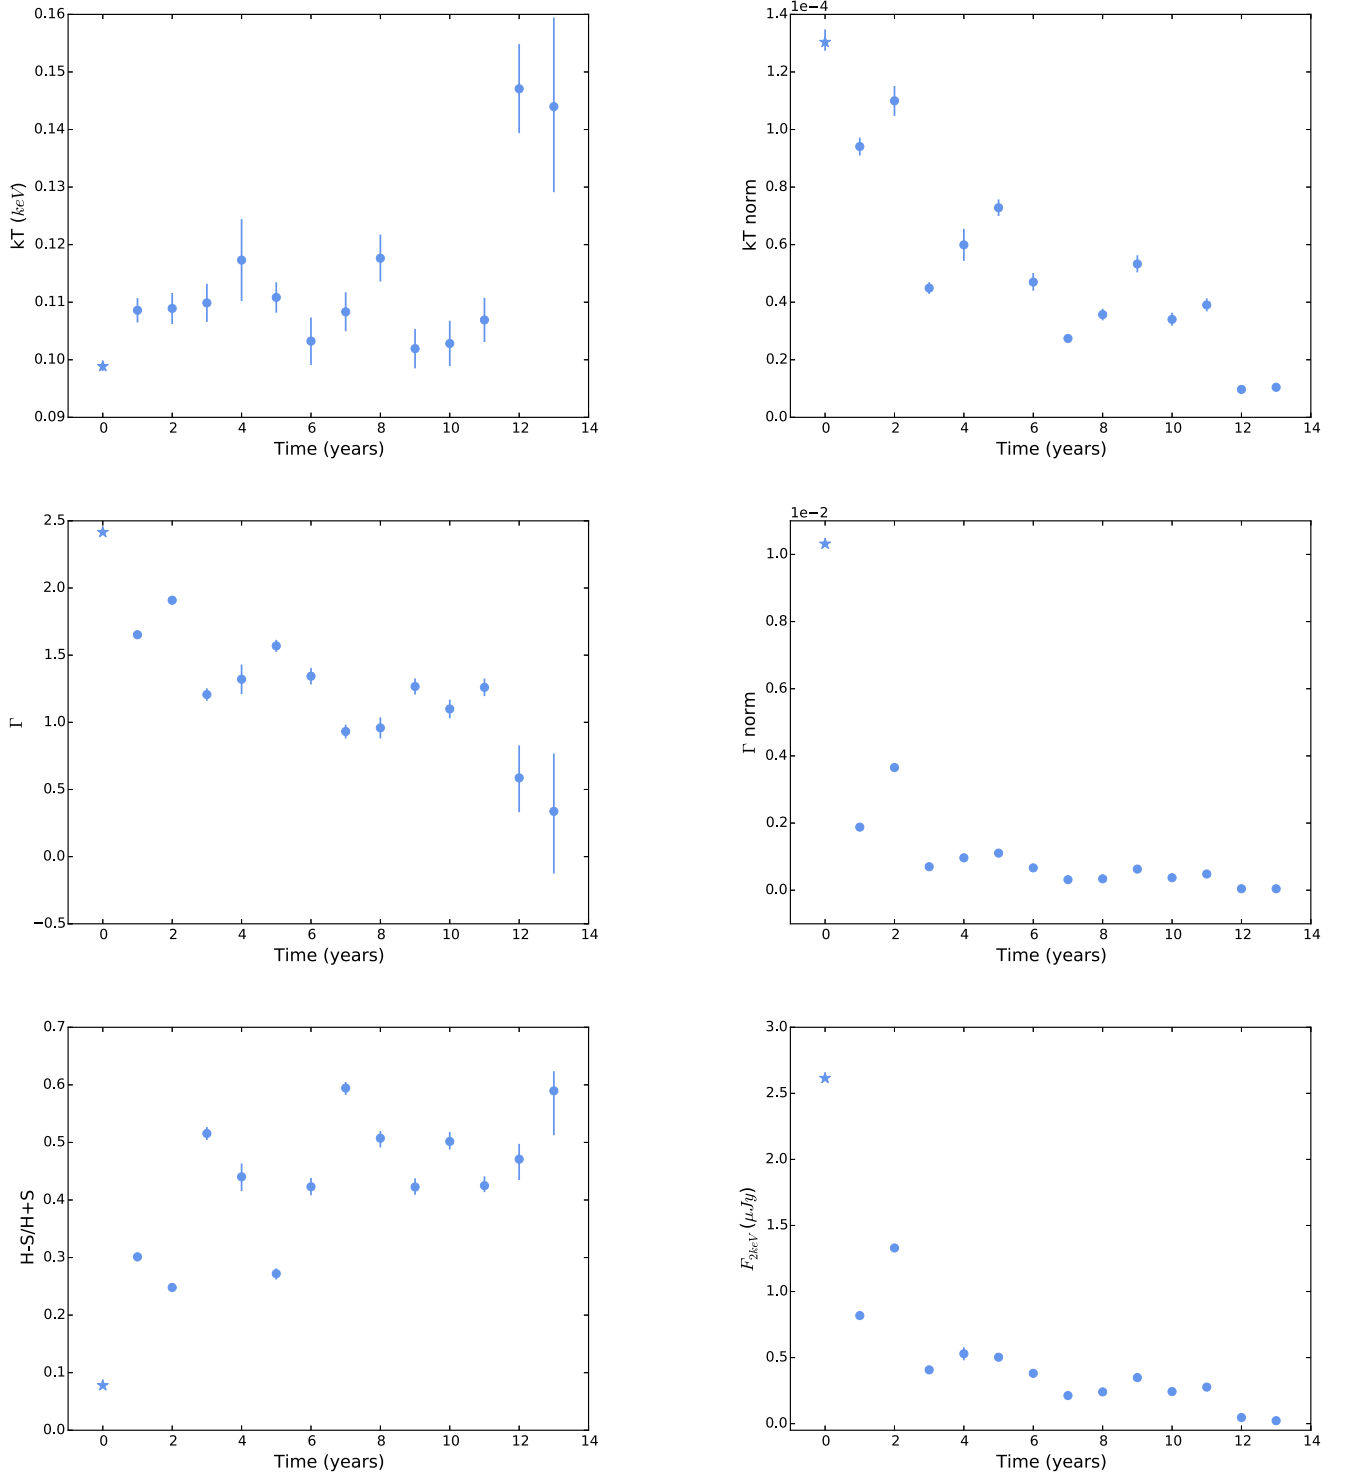 0.16
0.15
0.14
0.13
0.12
0.11
0.10
0.09
kT (keV)
0 2 4 6 8 10 12 14
Time (years)
1e−4
1.4
1.2
1.0
0.8
0.6
0.4
0.2
0.0
kT norm
0 2 4 6 8 10 12 14
Time (years)
2.5
2.0
1.5
1.0
0.5
0.0
−0.5
Γ
0 2 4 6 8 10 12 14
Time (years)
1e−2
1.0
0.8
0.6
0.4
0.2
0.0
Γ norm
0 2 4 6 8 10 12 14
Time (years)
0.7
0.6
0.5
0.4
0.3
0.2
0.1
0.0
H-S/H+S
0 2 4 6 8 10 12 14
Time (years)
3.0
2.5
2.0
1.5
1.0
0.5
0.0
F2keV (μJy)
0 2 4 6 8 10 12 14
Time (years)